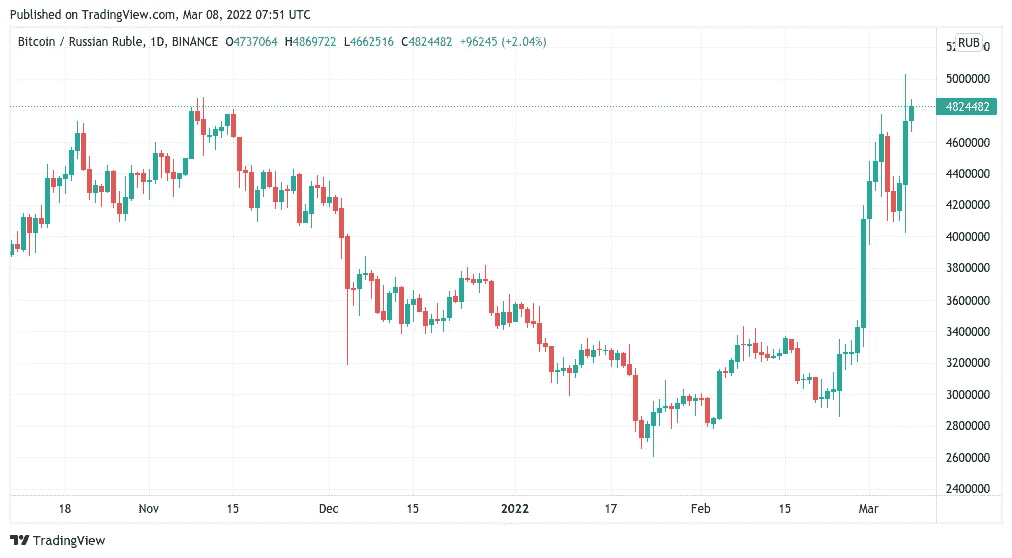 Published on TradingView.com, Mar 08, 2022 07:51 UTC
Bitcoin / Russian Ruble, 1D, BINANCE O4737064 H4869722 L4662516 C4824482 +96245 (+2.04%)
RUB
5000000
4824482
4600000
4400000
4200000
4000000
3800000
3600000
3400000
3200000
3000000
2800000
2600000
2400000
18 Nov 15 Dec 15 2022 17 Feb 15 Mar
TradingView